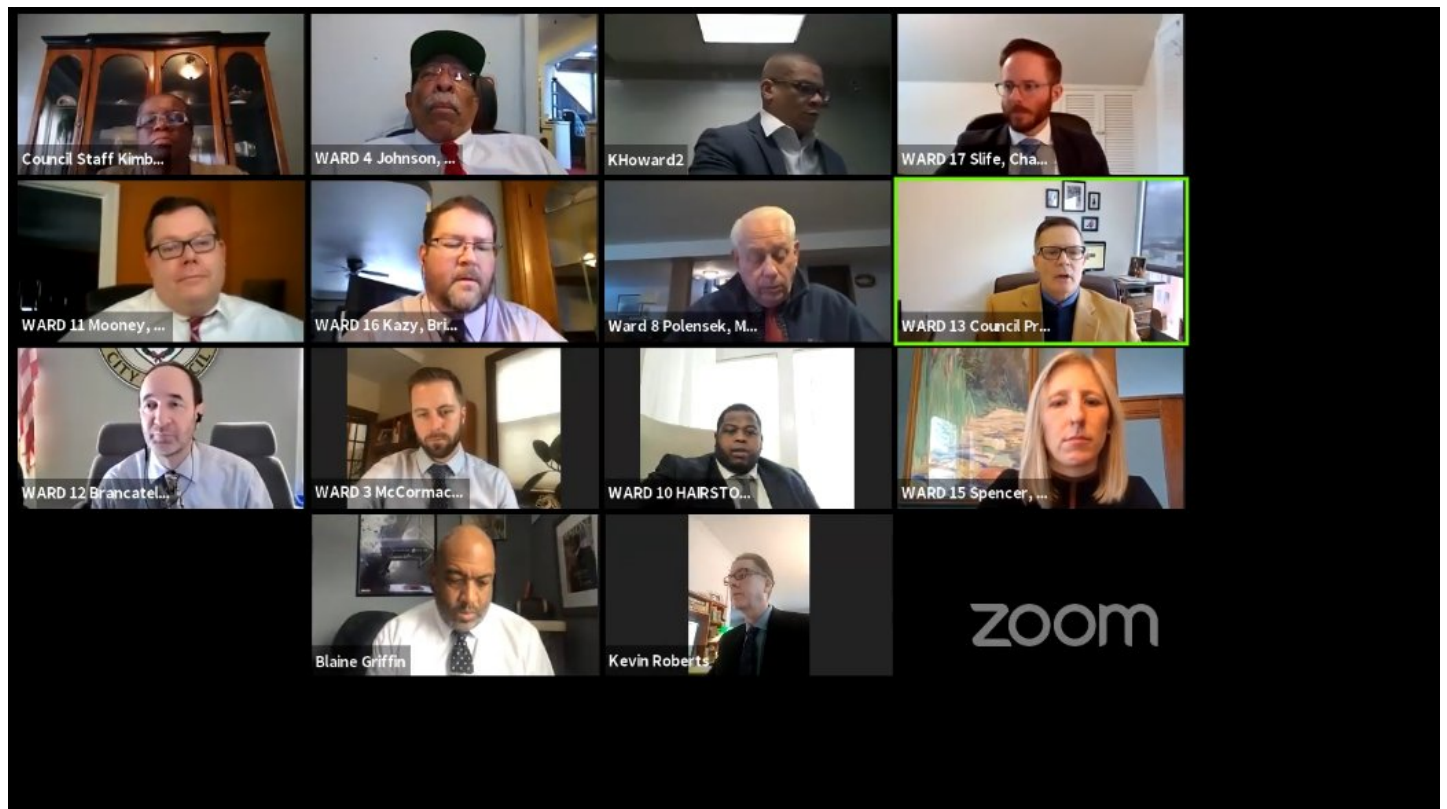 Council Staff Kimb...
WARD 4 Johnson, ...
KHoward2
WARD 17 Slife, Cha...
WARD 11 Mooney, ...
WARD 16 Kazy, Bri...
Ward 8 Polensek, M...
WARD 13 Council Pr...
CITY
CIL
WARD 12 Brancatel...
WARD 3 McCormac...
WARD 10 HAIRSTO...
WARD 15 Spencer, ...
Blaine Griffin
Kevin Roberts
zoom